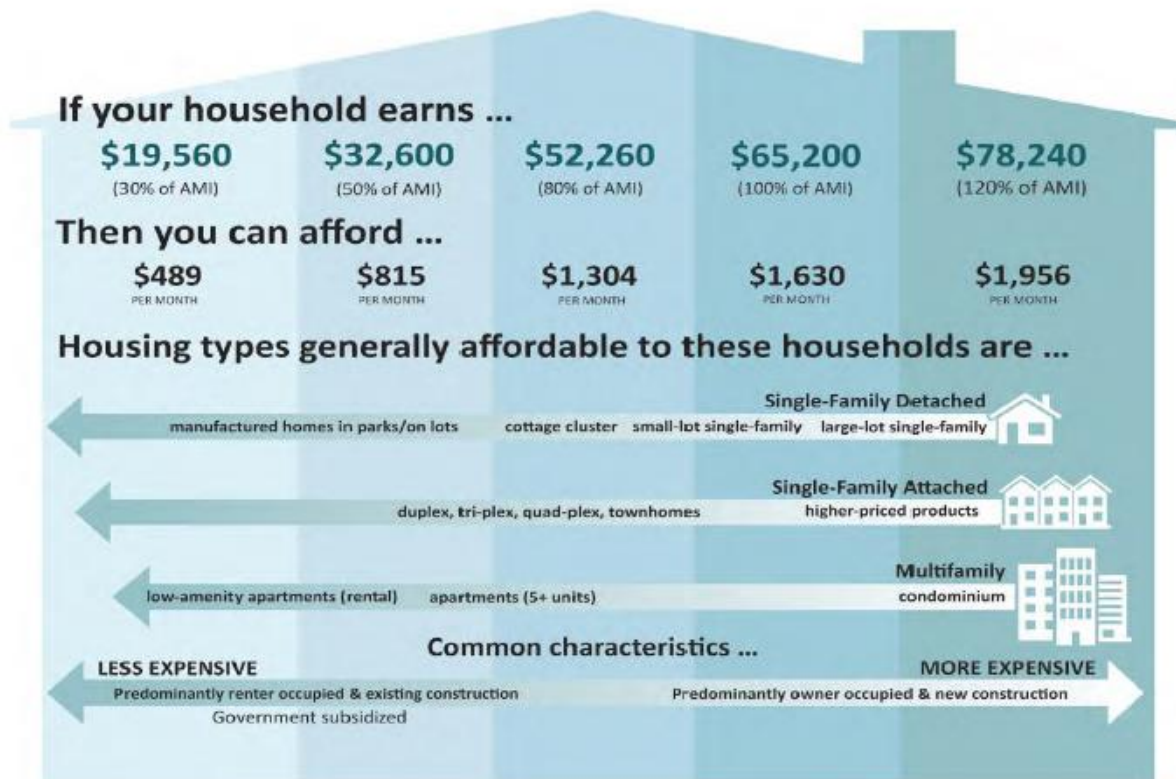 If your household earns ...
$19,560 $32,600 $52,260 $65,200 $78,240
(30% of AMI) (50% of AMI) (80% of AMI) (100% of AMI) (120% of AMI)
Then you can afford ...
$489 $815 $1,304 $1,630 $1,956
PER MONTH PER MONTH PER MONTH PER MONTH PER MONTH
Housing types generally affordable to these households are ...
Single-Family Detached
manufactured homes in parks/on lots cottage cluster small-lot single-family large-lot single-family
Single-Family Attached
duplex, tri-plex, quad-plex, townhomes higher-priced products
Multifamily
low-amenity apartments (rental) apartments (5+ units) condominium
Common characteristics ...
LESS EXPENSIVE MORE EXPENSIVE
Predominantly renter occupied & existing construction Predominantly owner occupied & new construction
Government subsidized